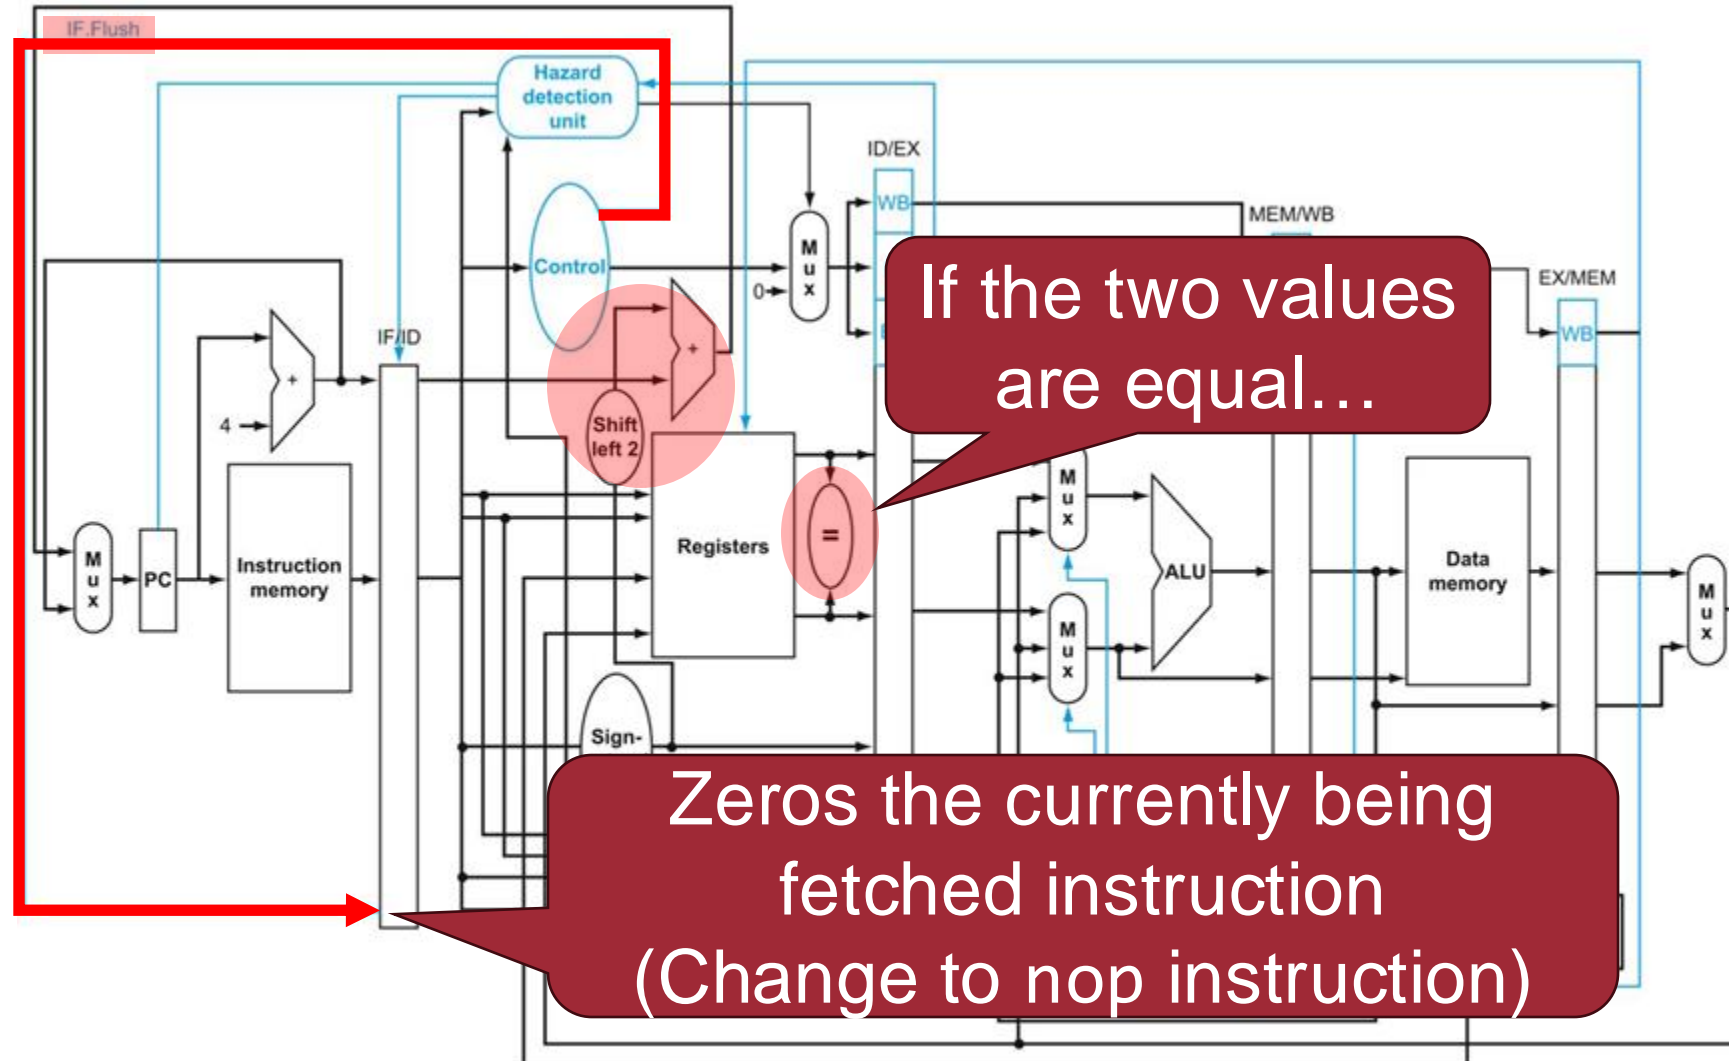 IF.Flush
Hazard
detection
unit
ID/EX
WB
MEM/WB
EX/MEM
WB
Control
M
u
x
0
If the two values
are equal…
IF/ID
+
+
4
Shift
left 2
M
u
x
PC
Instruction
memory
Registers
=
M
u
x
M
u
x
ALU
Data
memory
M
u
x
Sign-
Zeros the currently being
fetched instruction
(Change to nop instruction)